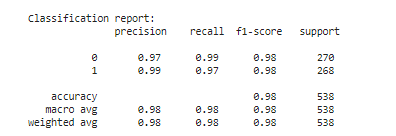 Classification report:
precision recall f1-score support
0 0.97 0.99 0.98 270
1 0.99 0.97 0.98 268
accuracy 0.98 538
macro avg 0.98 0.98 0.98 538
weighted avg 0.98 0.98 0.98 538